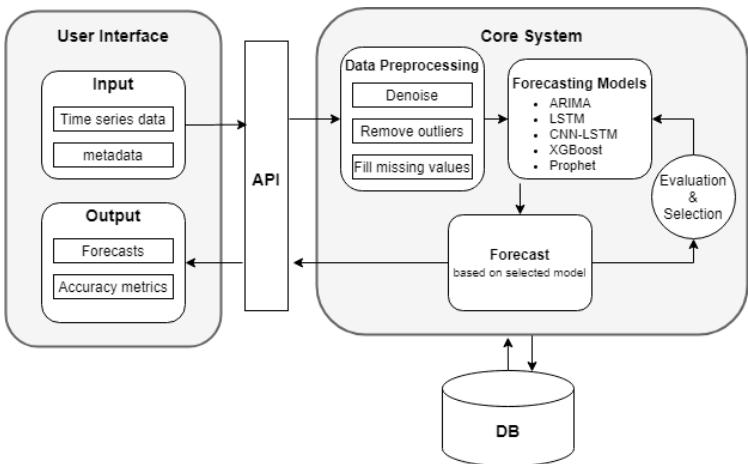 User Interface
Input
Time series data
metadata
Output
Forecasts
Accuracy metrics
API
Core System
Data Preprocessing
Denoise
Remove outliers
Fill missing values
Forecasting Models
• ARIMA
• LSTM
• CNN-LSTM
• XGBoost
• Prophet
Evaluation
&
Selection
Forecast
based on selected model
DB